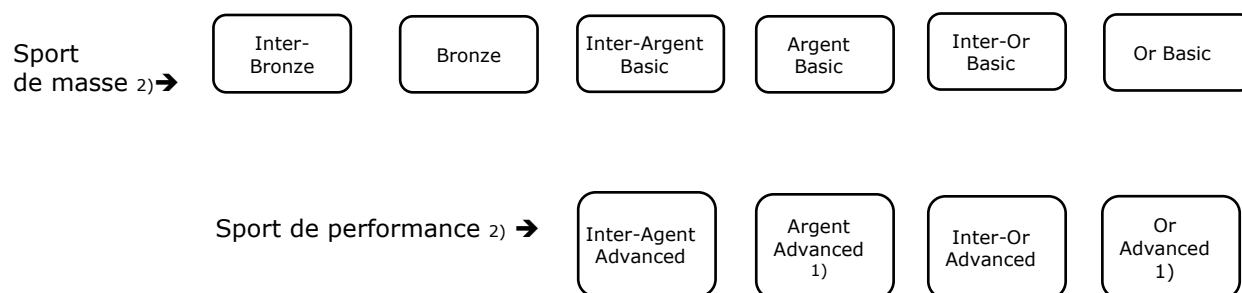 Sport
de masse 2)➔
Inter-
Bronze
Bronze
Inter-Argent
Basic
Argent
Basic
Inter-Or
Basic
Or Basic
Sport de performance 2) ➔
Inter-Agent
Advanced
Argent
Advanced
1)
Inter-Or
Advanced
Or
Advanced
1)